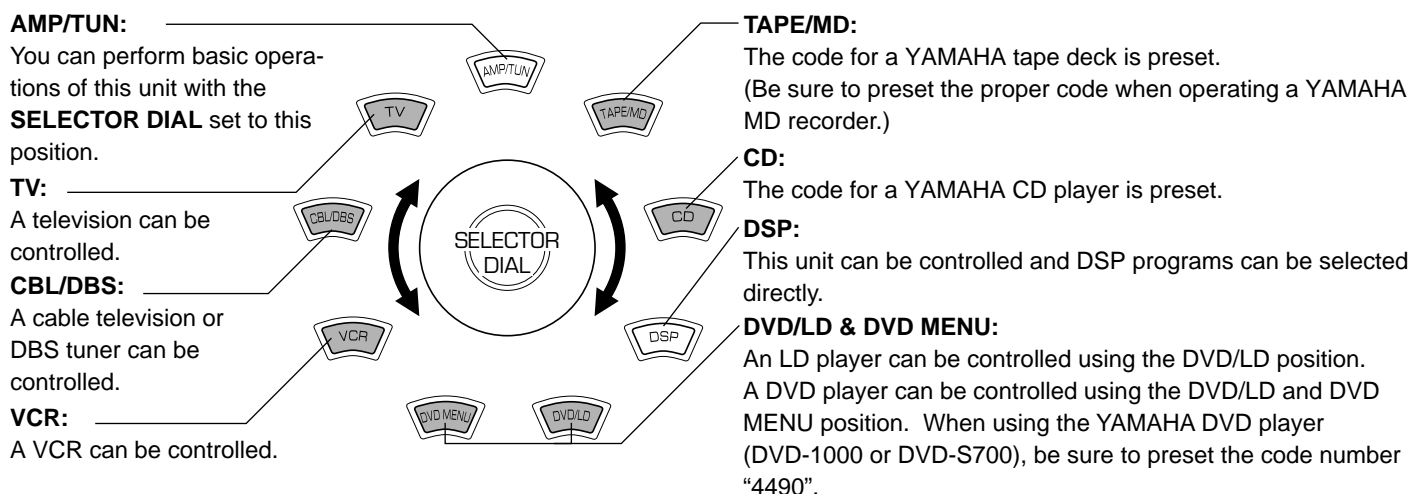 AMP/TUN:
You can perform basic opera-
tions of this unit with the
SELECTOR DIAL set to this
position.
TV:
A television can be
controlled.
CBL/DBS:
A cable television or
DBS tuner can be
controlled.
VCR:
A VCR can be controlled.
AMP/TUN
TV
TAPE/MD
CBL/DBS
CD
SELECTOR
DIAL
VCR
DSP
DVD MENU
DVD/LD
TAPE/MD:
The code for a YAMAHA tape deck is preset.
(Be sure to preset the proper code when operating a YAMAHA
MD recorder.)
CD:
The code for a YAMAHA CD player is preset.
DSP:
This unit can be controlled and DSP programs can be selected
directly.
DVD/LD & DVD MENU:
An LD player can be controlled using the DVD/LD position.
A DVD player can be controlled using the DVD/LD and DVD
MENU position.  When using the YAMAHA DVD player
(DVD-1000 or DVD-S700), be sure to preset the code number
“4490”.